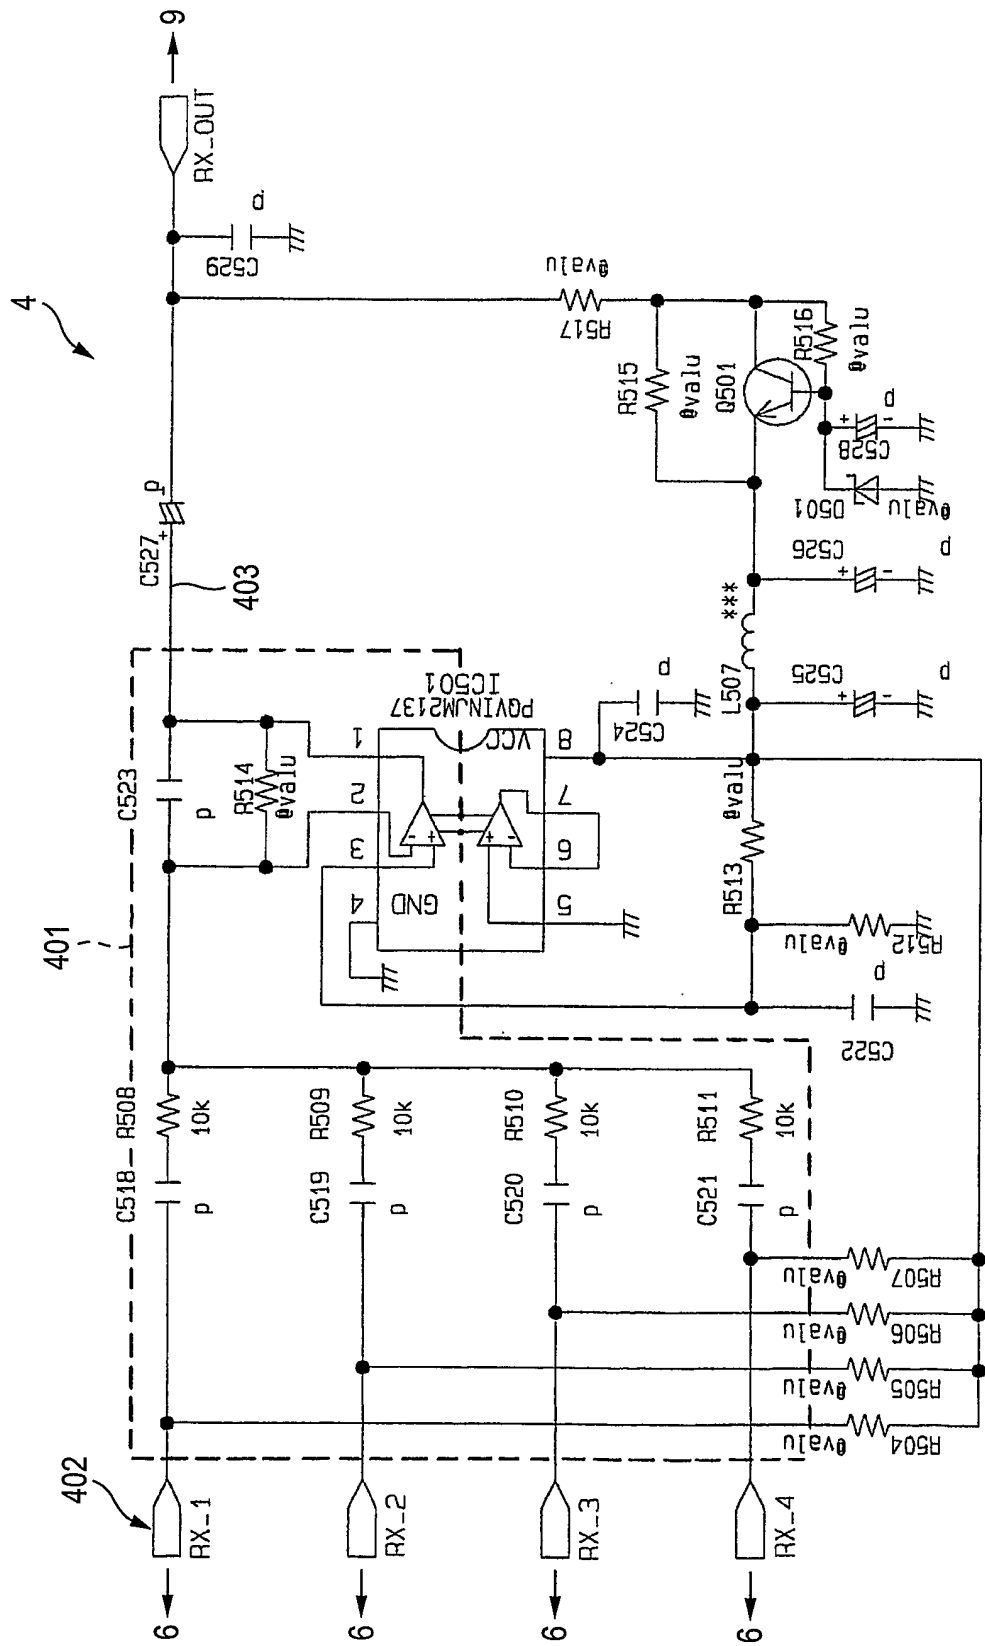 4
9
RX_OUT
C529
p
C527
+
p
-
403
@valu
R517
R515
@valu
Q501
R516
@valu
+
-
p
C528
D501
@valu
401
C523
p
R514
@valu
PQVINJM2137
IC501
1
2
3
4
VCC
GND
-
+
+
-
8
7
6
5
C524
p
L507
***
+
-
C526
p
+
-
C525
p
@valu
R513
@valu
R512
p
C522
C518
R508
p
10k
C519
R509
p
10k
C520
R510
p
10k
C521
R511
p
10k
@valu
R507
@valu
R506
@valu
R505
@valu
R504
402
6
RX_1
6
RX_2
6
RX_3
6
RX_4